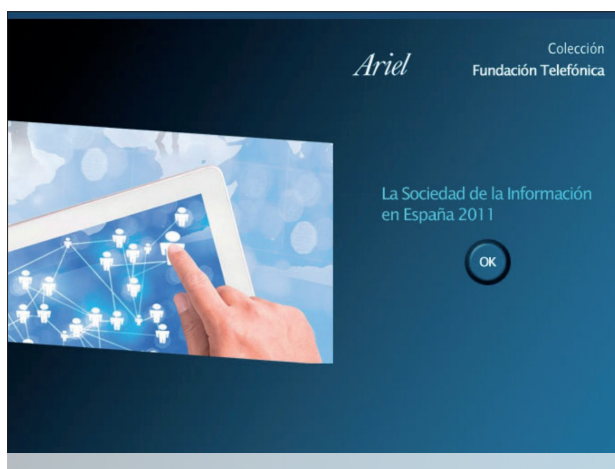 Ariel
Colección
Fundación Telefónica
La Sociedad de la Información
en España 2011
OK